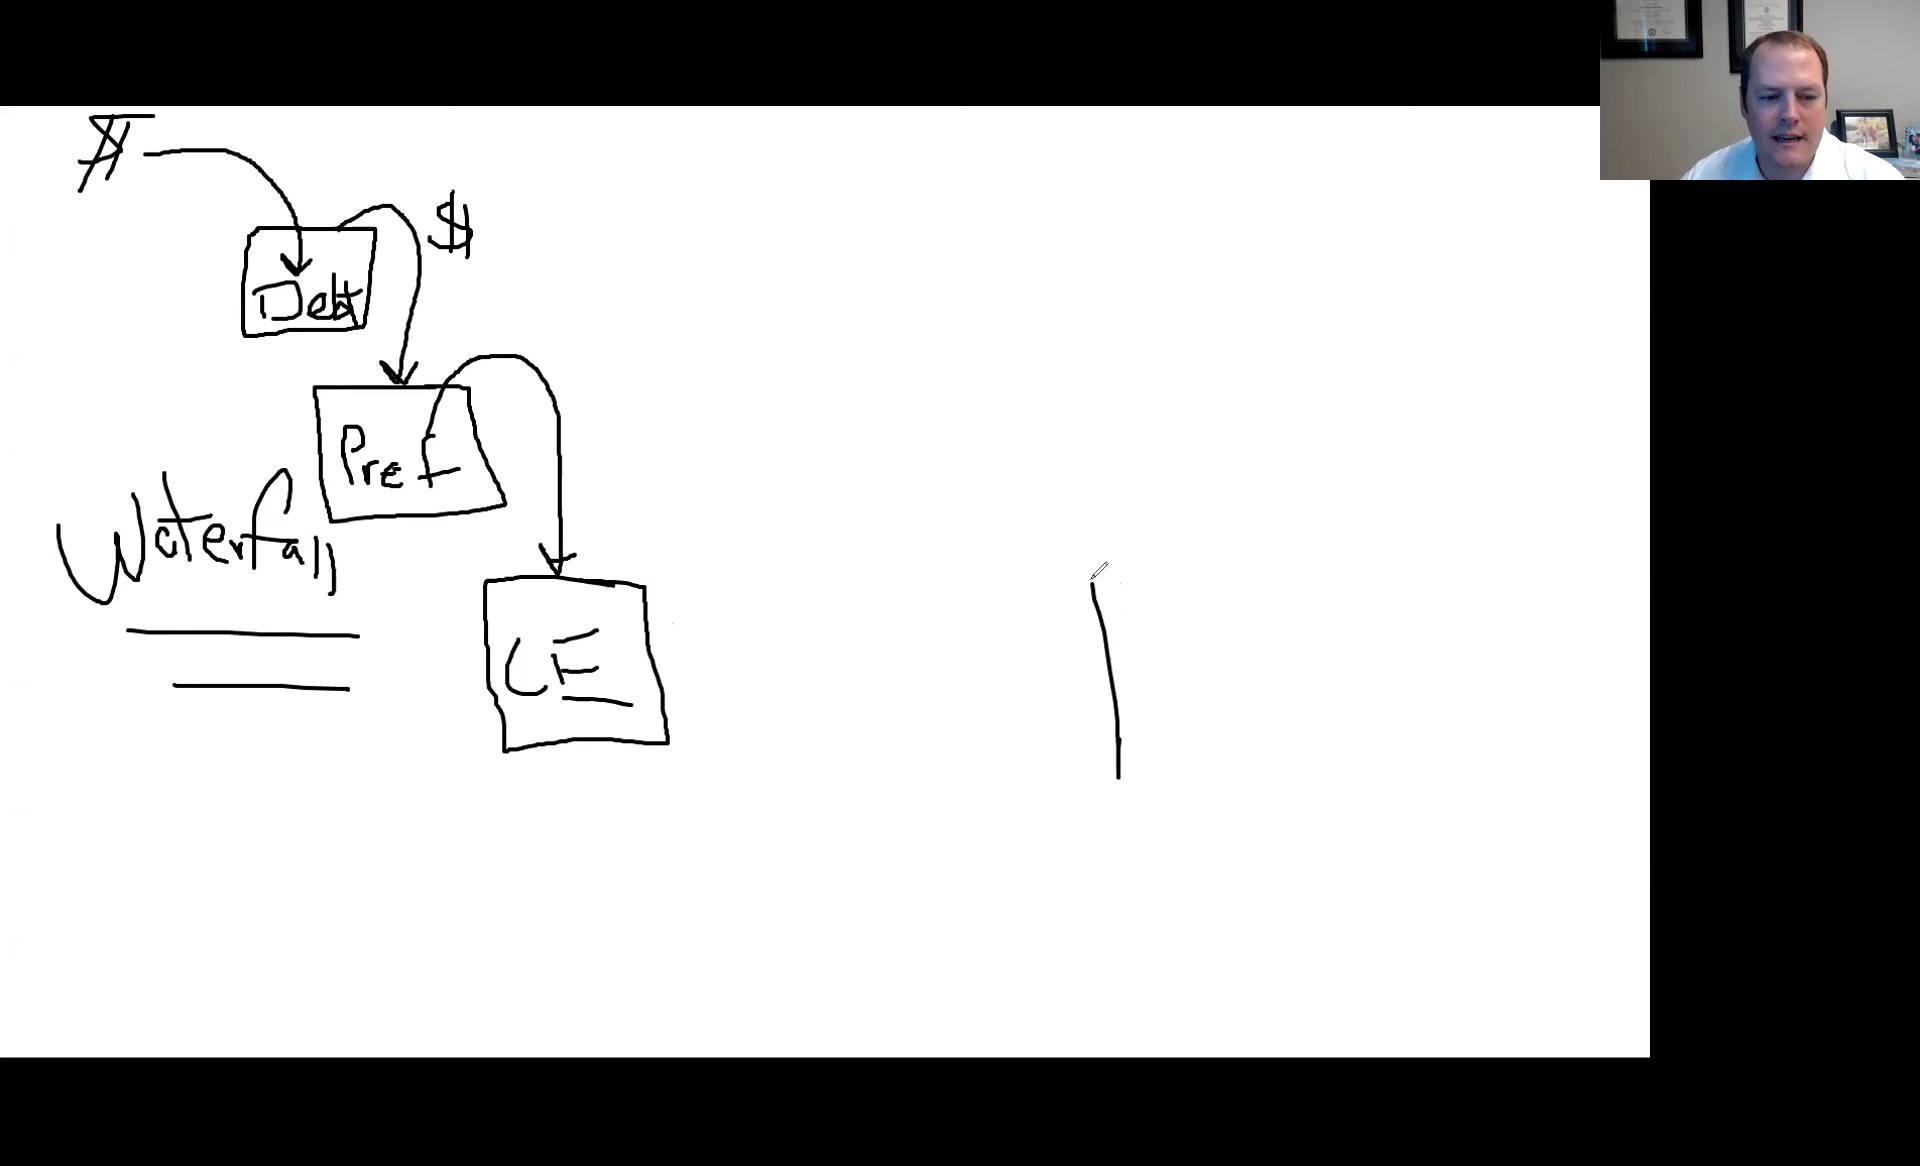 $
$
Debt
Pref
Waterfall
CE